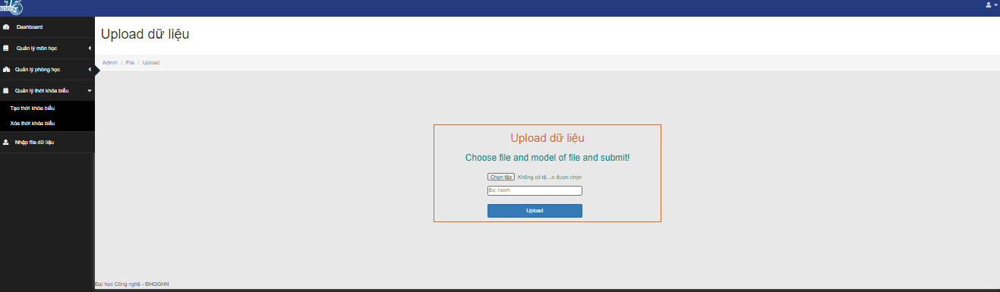 15
Dashboard
Quản lý môn học
Quản lý phòng học
Quản lý thời khóa biểu
Tạo thời khóa biểu
Xóa thời khóa biểu
Nhập file dữ liệu
Upload dữ liệu
Admin / File / Upload
Upload dữ liệu
Choose file and model of file and submit!
Chọn tệp Không có tệ...o được chọn
Ex: room
Upload
Đại học Công nghệ - ĐHQGHN